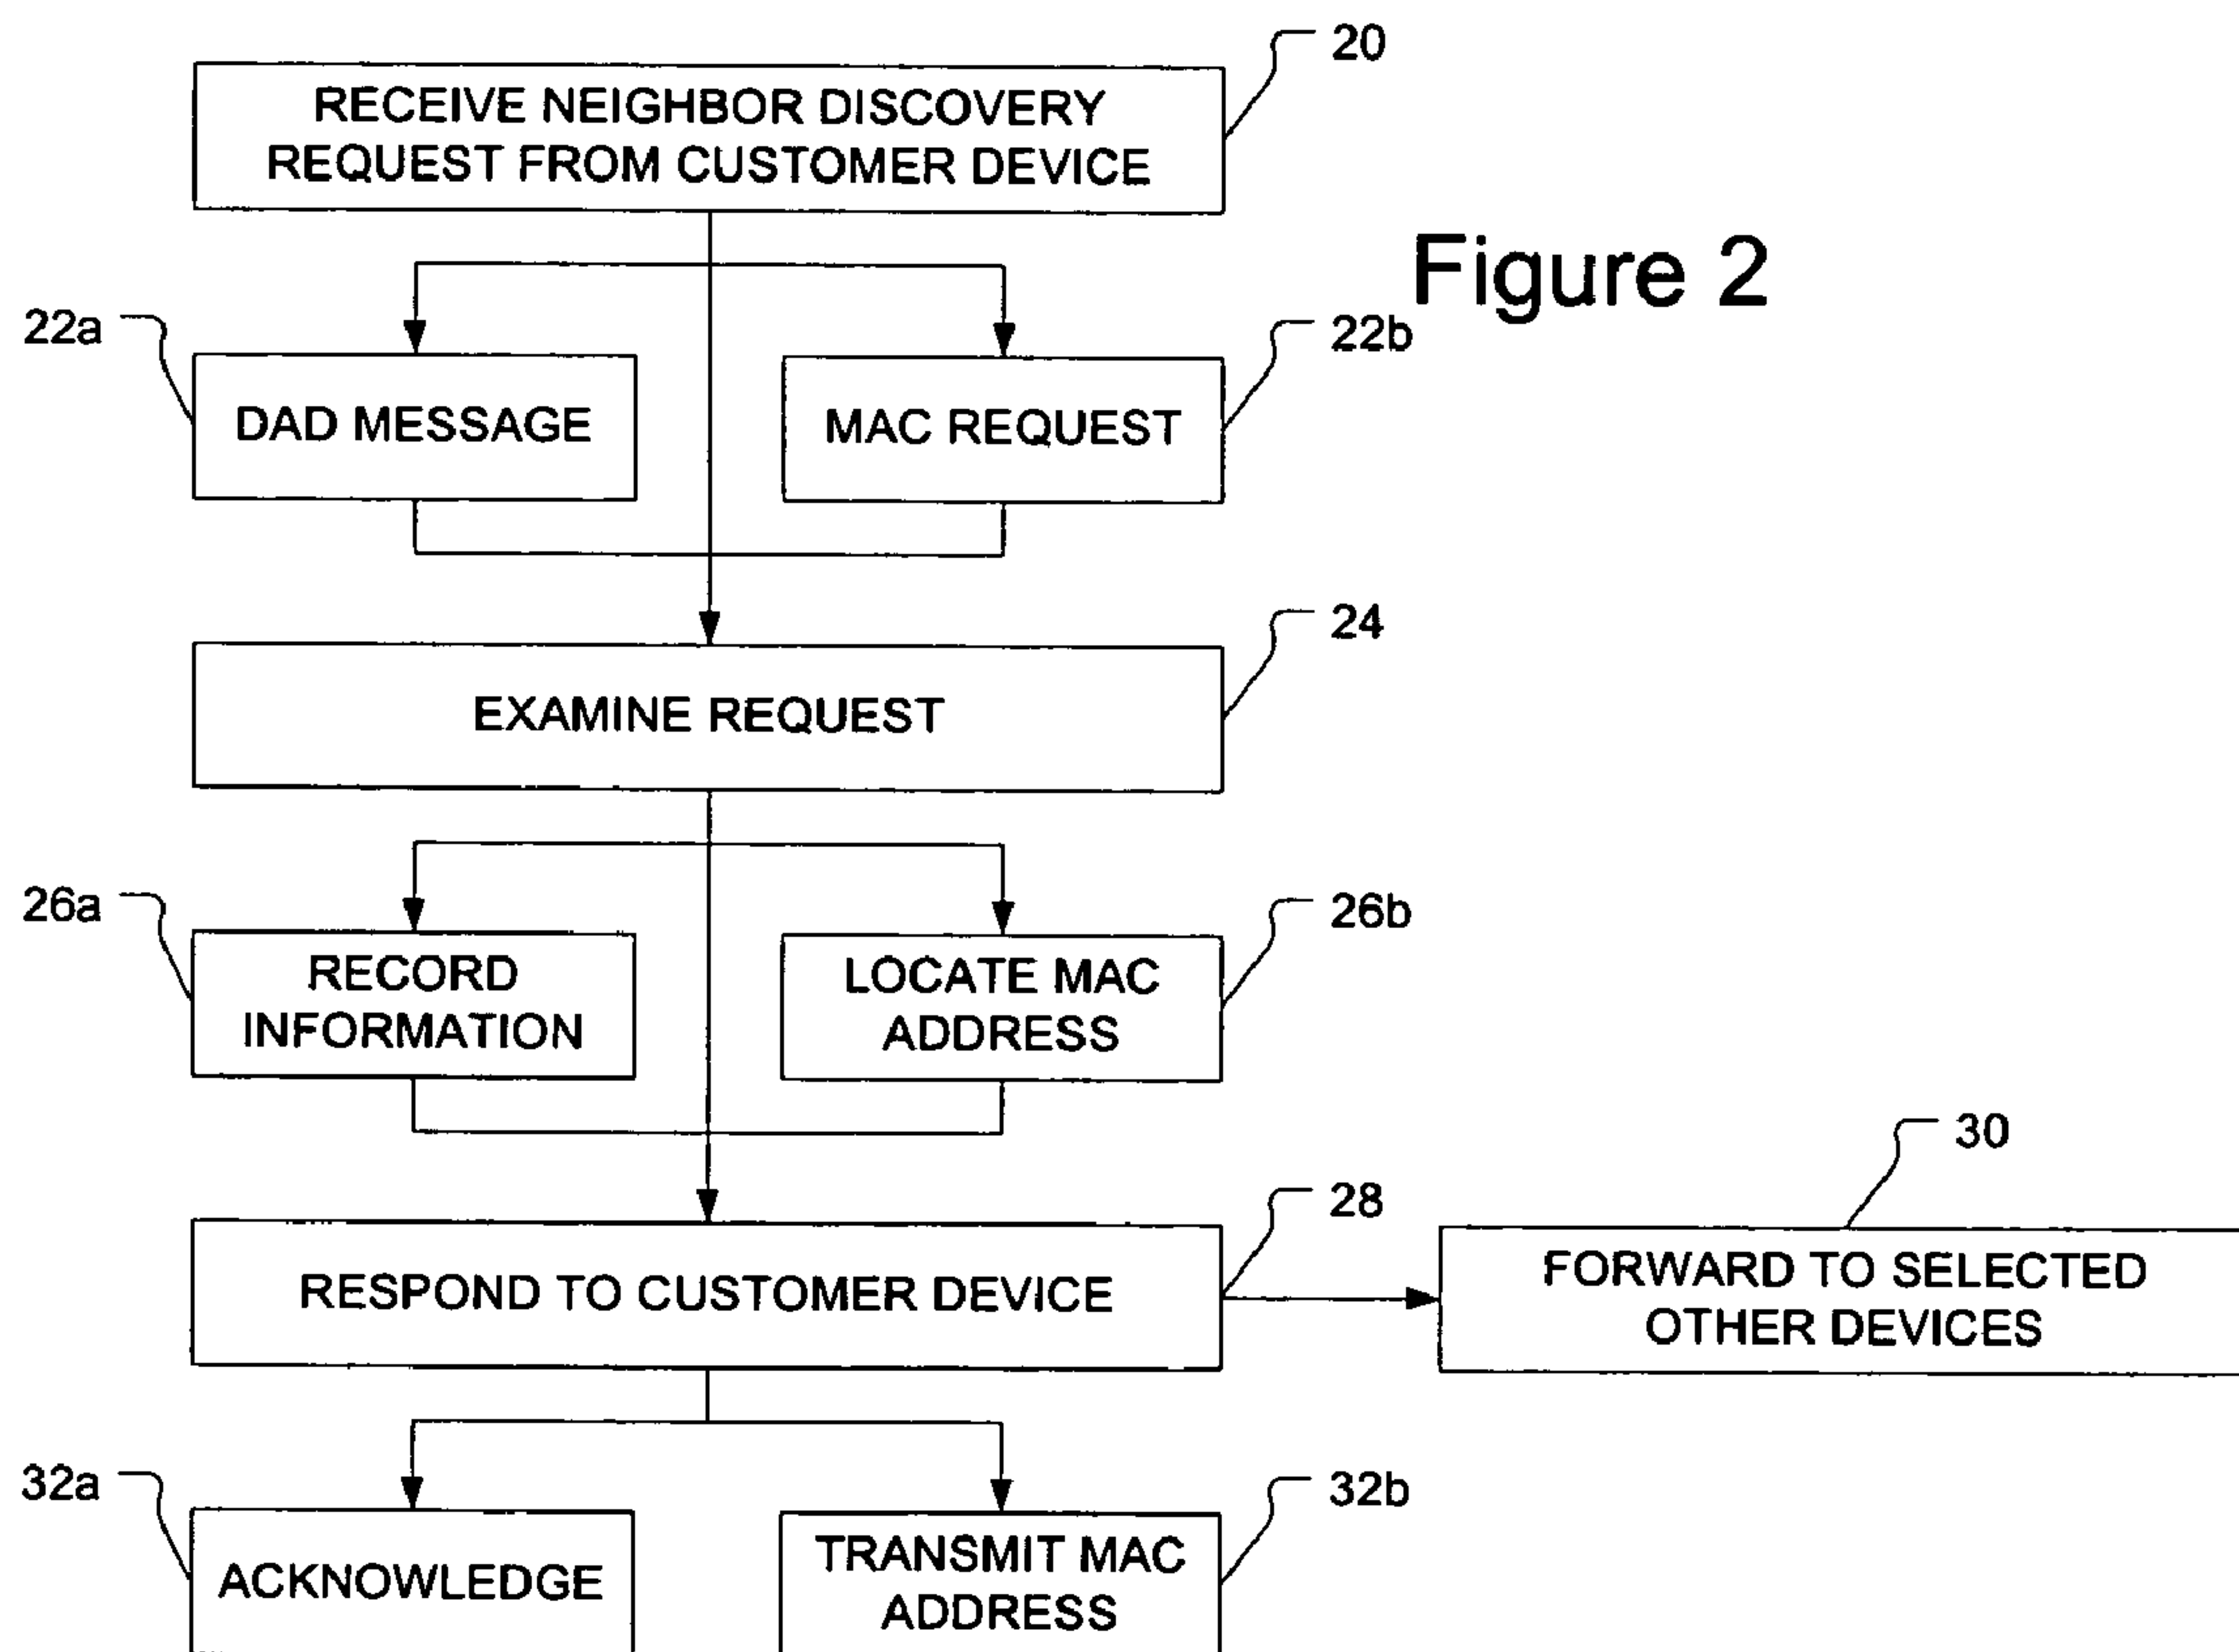 20
RECEIVE NEIGHBOR DISCOVERY
REQUEST FROM CUSTOMER DEVICE
Figure 2
22a
22b
DAD MESSAGE
MAC REQUEST
24
EXAMINE REQUEST
26a
26b
RECORD
INFORMATION
LOCATE MAC
ADDRESS
30
28
RESPOND TO CUSTOMER DEVICE
FORWARD TO SELECTED
OTHER DEVICES
32a
32b
ACKNOWLEDGE
TRANSMIT MAC
ADDRESS